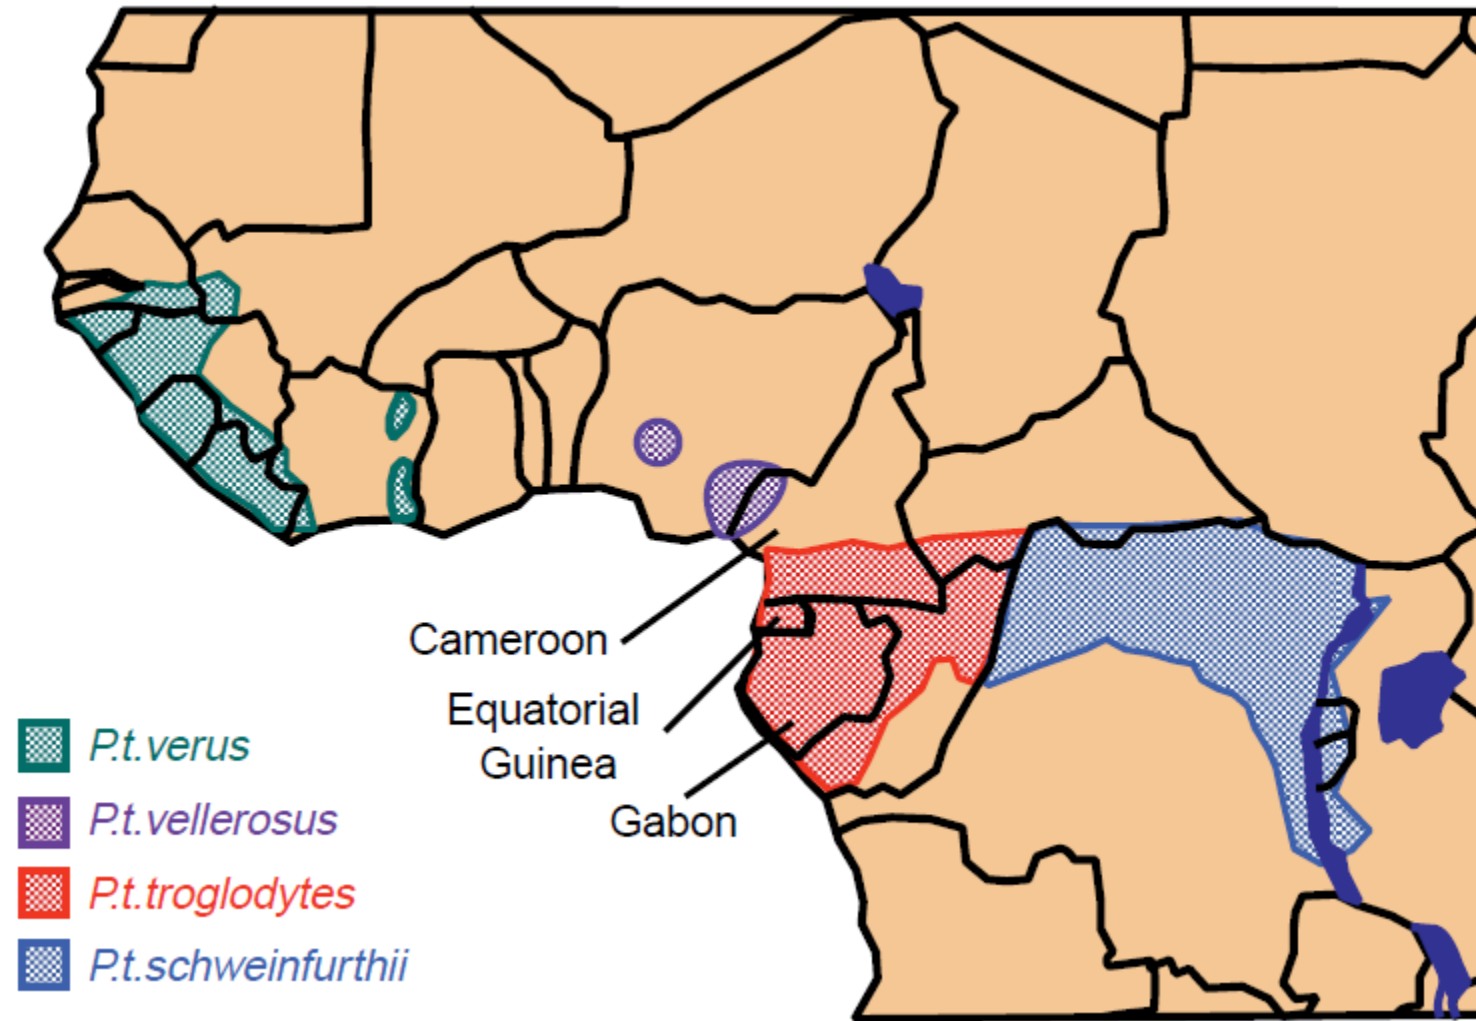 Cameroon
Equatorial
Guinea
Gabon
P.t.verus
P.t.vellerosus
P.t.troglodytes
P.t.schweinfurthii